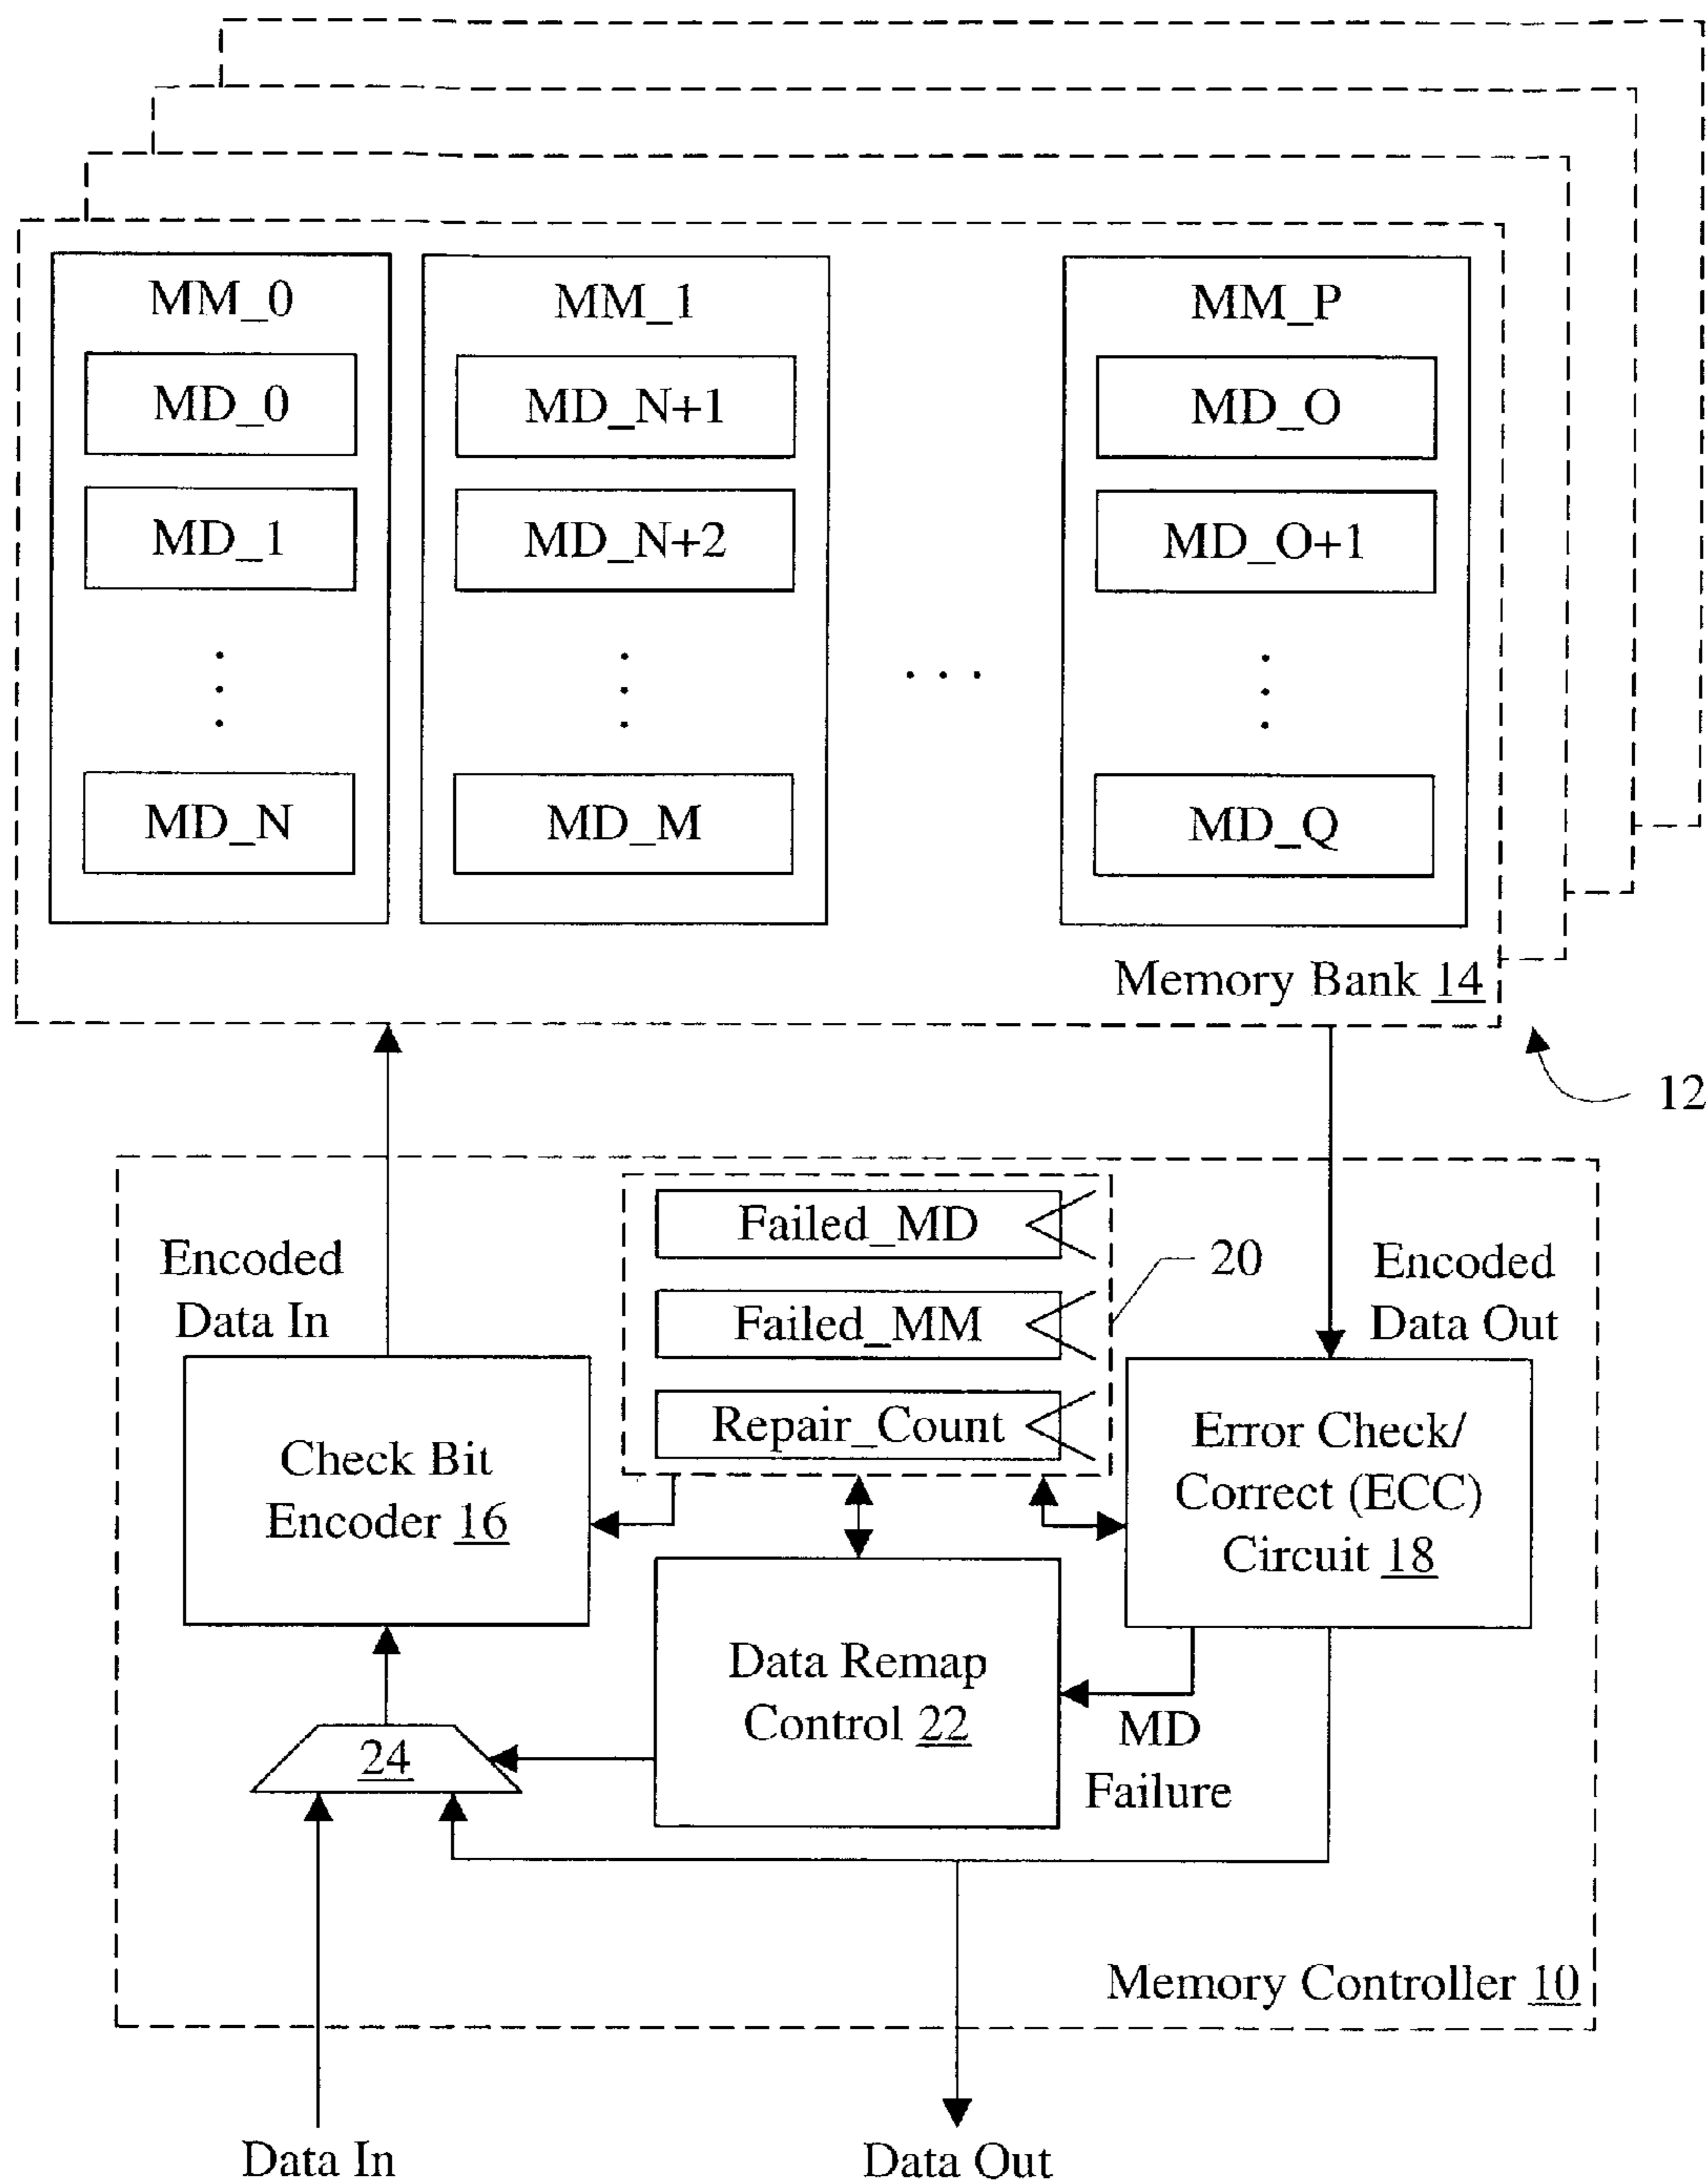 MM_0
MM_1
MM_P
MD_0
MD_N+1
MD_O
MD_1
MD_N+2
MD_O+1
. . .
MD_N
MD_M
MD_Q
Memory Bank 14
12
Encoded
Data In
Failed_MD
Failed_MM
Repair_Count
20
Encoded
Data Out
Check Bit
Encoder 16
Error Check/
Correct (ECC)
Circuit 18
Data Remap
Control 22
MD
Failure
24
Memory Controller 10
Data In
Data Out